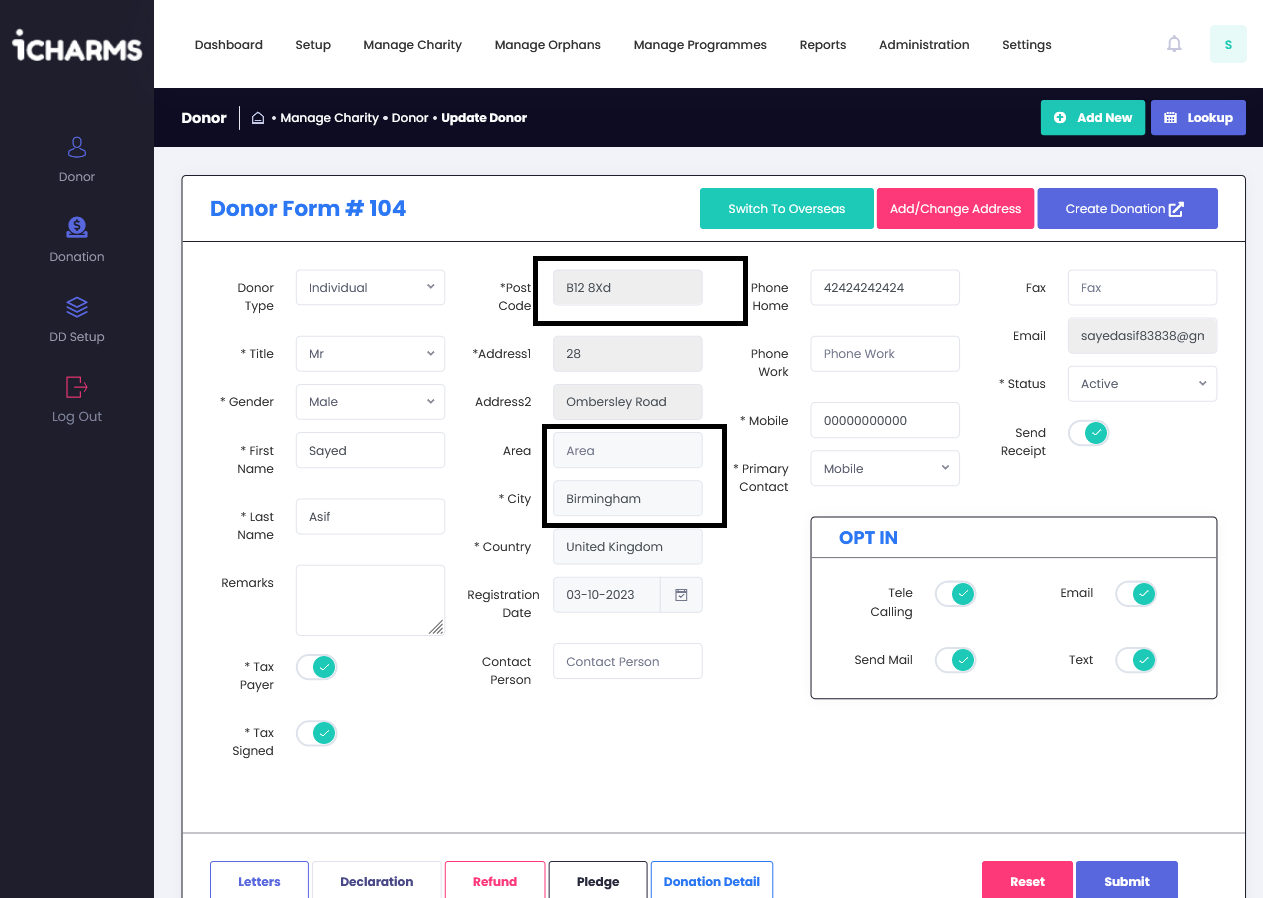 iCHARMS
Dashboard Setup Manage Charity Manage Orphans Manage Programmes Reports Administration Settings
S
Donor
Donation
DD Setup
Log Out
Donor • Manage Charity • Donor • Update Donor
Add New
Lookup
Donor Form # 104
Switch To Overseas
Add/Change Address
Create Donation
Donor Type
Individual
* Title
Mr
* Gender
Male
* First Name
Sayed
* Last Name
Asif
Remarks
* Tax Payer
* Tax Signed
*Post Code
B12 8Xd
*Address1
28
Address2
Ombersley Road
Area
Area
* City
Birmingham
* Country
United Kingdom
Registration Date
03-10-2023
Contact Person
Contact Person
Phone Home
42424242424
Phone Work
Phone Work
* Mobile
00000000000
* Primary Contact
Mobile
Fax
Fax
Email
sayedasif83838@gn
* Status
Active
Send Receipt
OPT IN
Tele Calling
Email
Send Mail
Text
Letters
Declaration
Refund
Pledge
Donation Detail
Reset
Submit